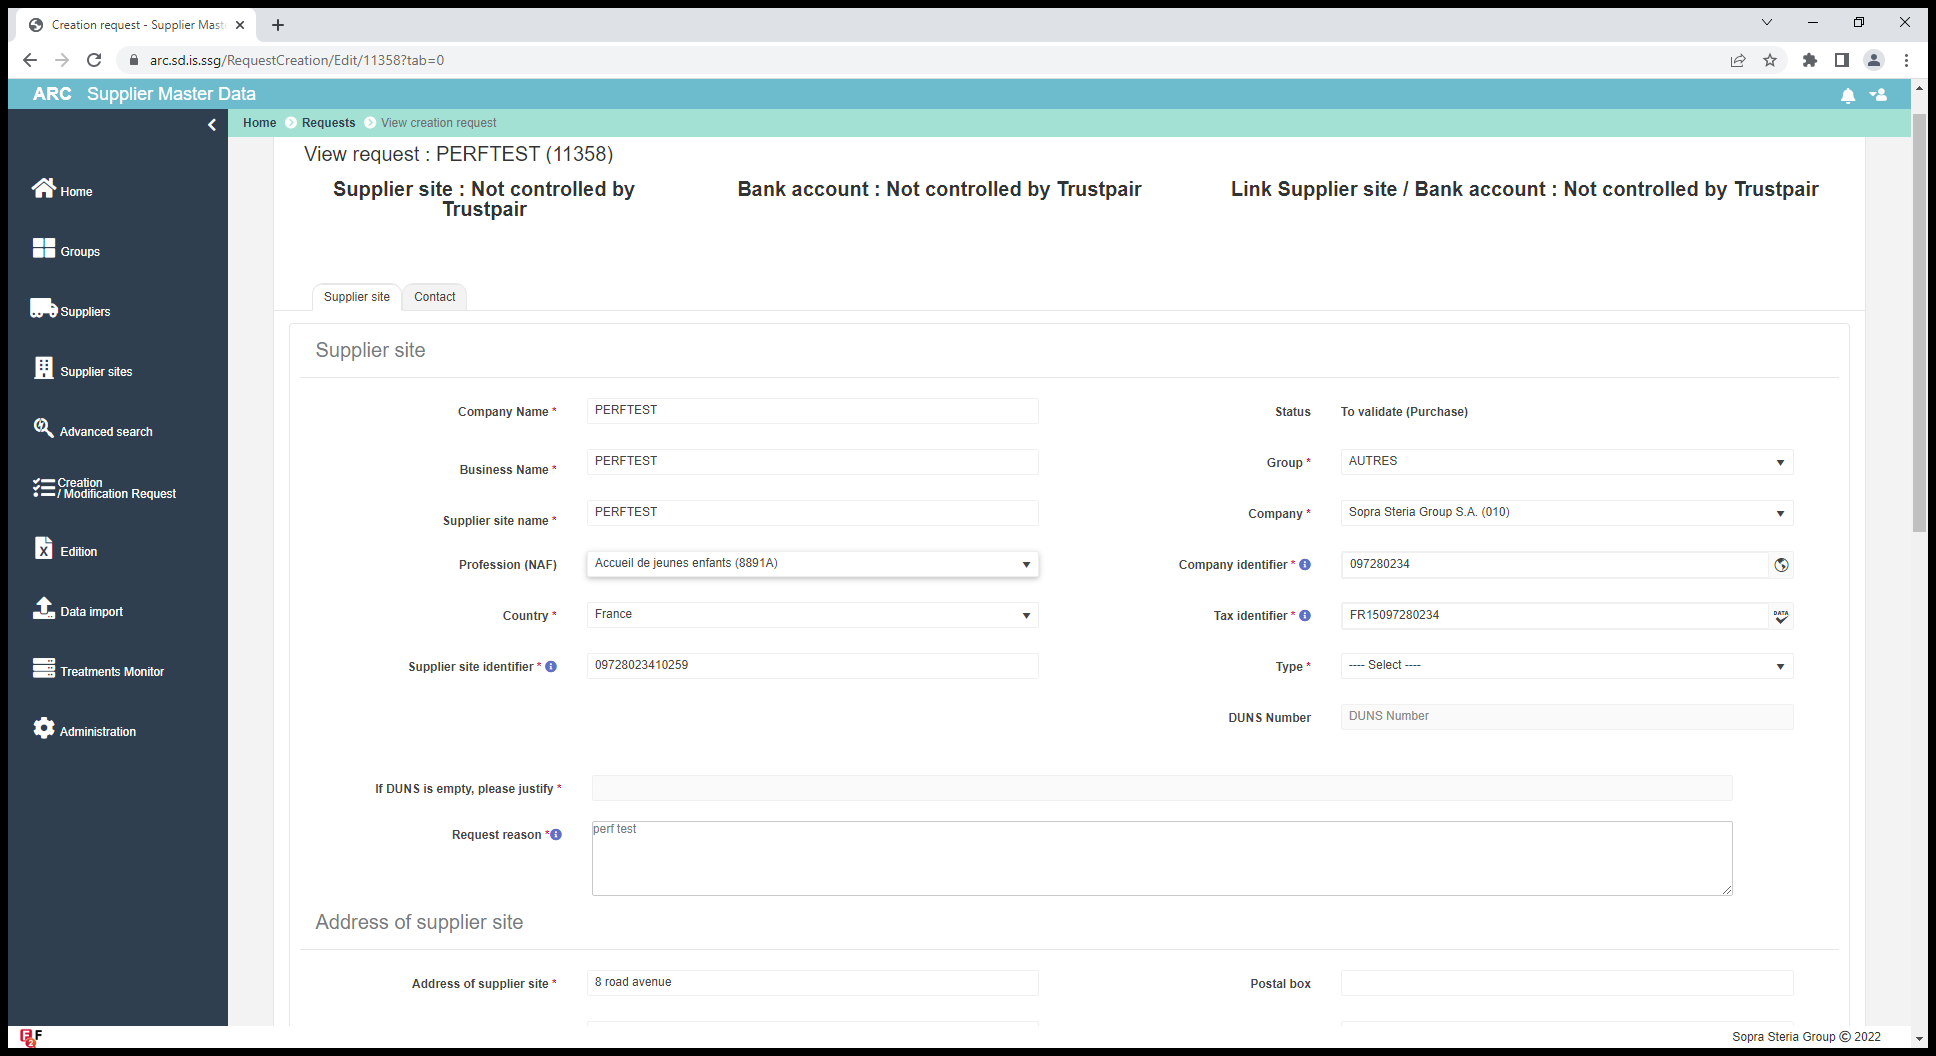 Creation request - Supplier Mast
arc.sd.is.ssg/RequestCreation/Edit/11358?tab=0
ARC Supplier Master Data
Home Requests View creation request
Home
Groups
Suppliers
Supplier sites
Advanced search
Creation
/ Modification Request
Edition
Data import
Treatments Monitor
Administration
View request : PERFTEST (11358)
Supplier site : Not controlled by
Trustpair
Bank account : Not controlled by Trustpair
Link Supplier site / Bank account : Not controlled by Trustpair
Supplier site Contact
Supplier site
Company Name * PERFTEST
Status To validate (Purchase)
Business Name * PERFTEST
Group * AUTRES
Supplier site name * PERFTEST
Company * Sopra Steria Group S.A. (010)
Profession (NAF) Accueil de jeunes enfants (8891A)
Company identifier * 097280234
Country * France
Tax identifier * FR15097280234 DATA
Supplier site identifier * 09728023410259
Type * ---- Select ----
DUNS Number DUNS Number
If DUNS is empty, please justify *
Request reason * perf test
Address of supplier site
Address of supplier site * 8 road avenue
Postal box
F F 2
Sopra Steria Group © 2022